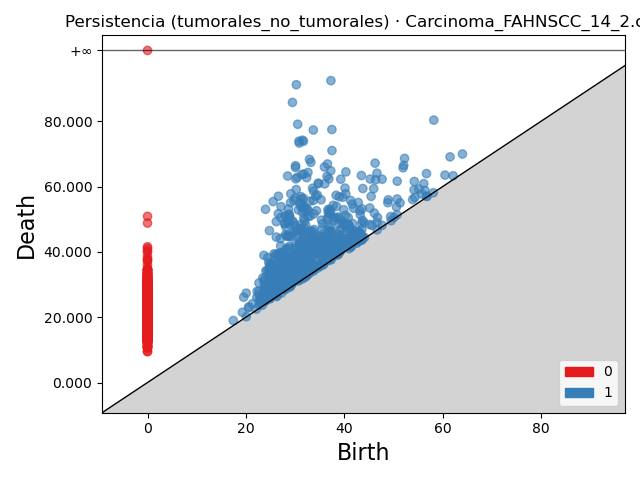 Persistencia (tumorales_no_tumorales) · Carcinoma_FAHNSCC_14_2.c
+∞
80.000
60.000
40.000
20.000
0.000
Death
0
1
0 20 40 60 80
Birth